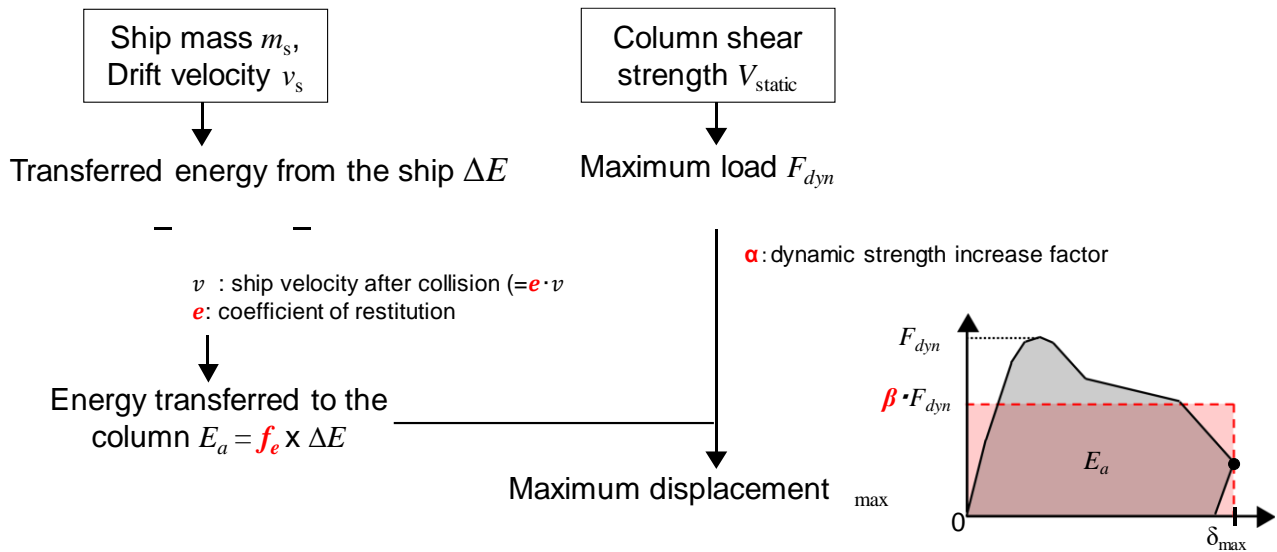 Ship mass mₛ,
Drift velocity vₛ
Column shear
strength V_static
Transferred energy from the ship ΔE
Maximum load F_dyn
α: dynamic strength increase factor
v : ship velocity after collision (=e·v
e: coefficient of restitution
Energy transferred to the
column E_a = f_e x ΔE
Maximum displacement max
F_dyn
β·F_dyn
E_a
0
δ_max